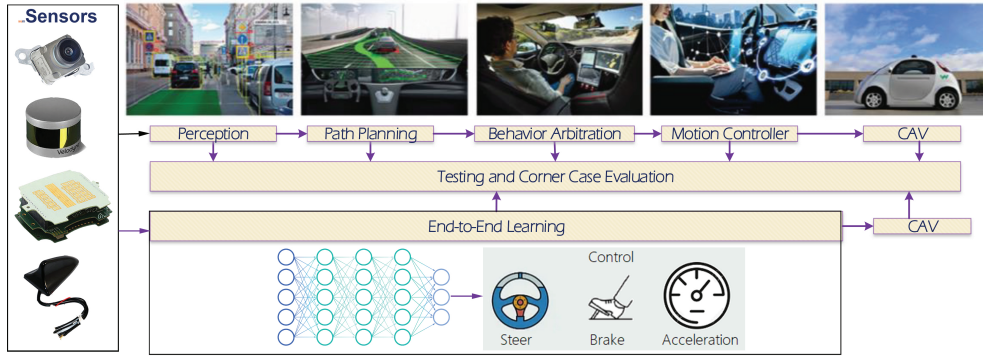 Sensors
Velodyne
Perception
Path Planning
Behavior Arbitration
Motion Controller
CAV
Testing and Corner Case Evaluation
End-to-End Learning
CAV
Control
Steer
Brake
Acceleration